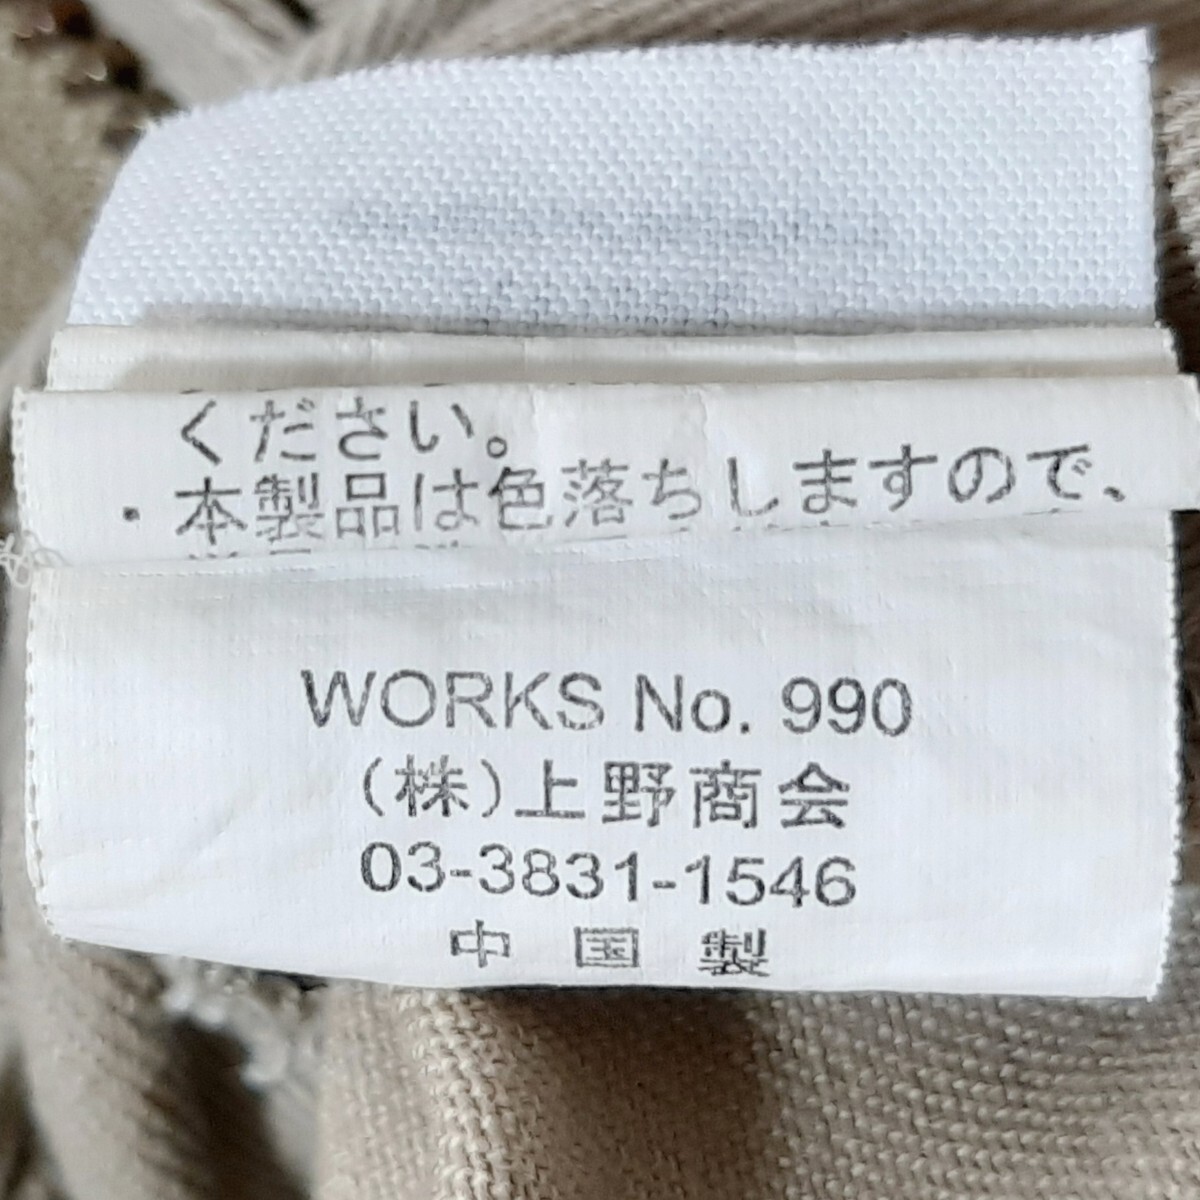 ください。
・本製品は色落ちしますので、
WORKS No. 990
(株)上野商会
03-3831-1546
中国製